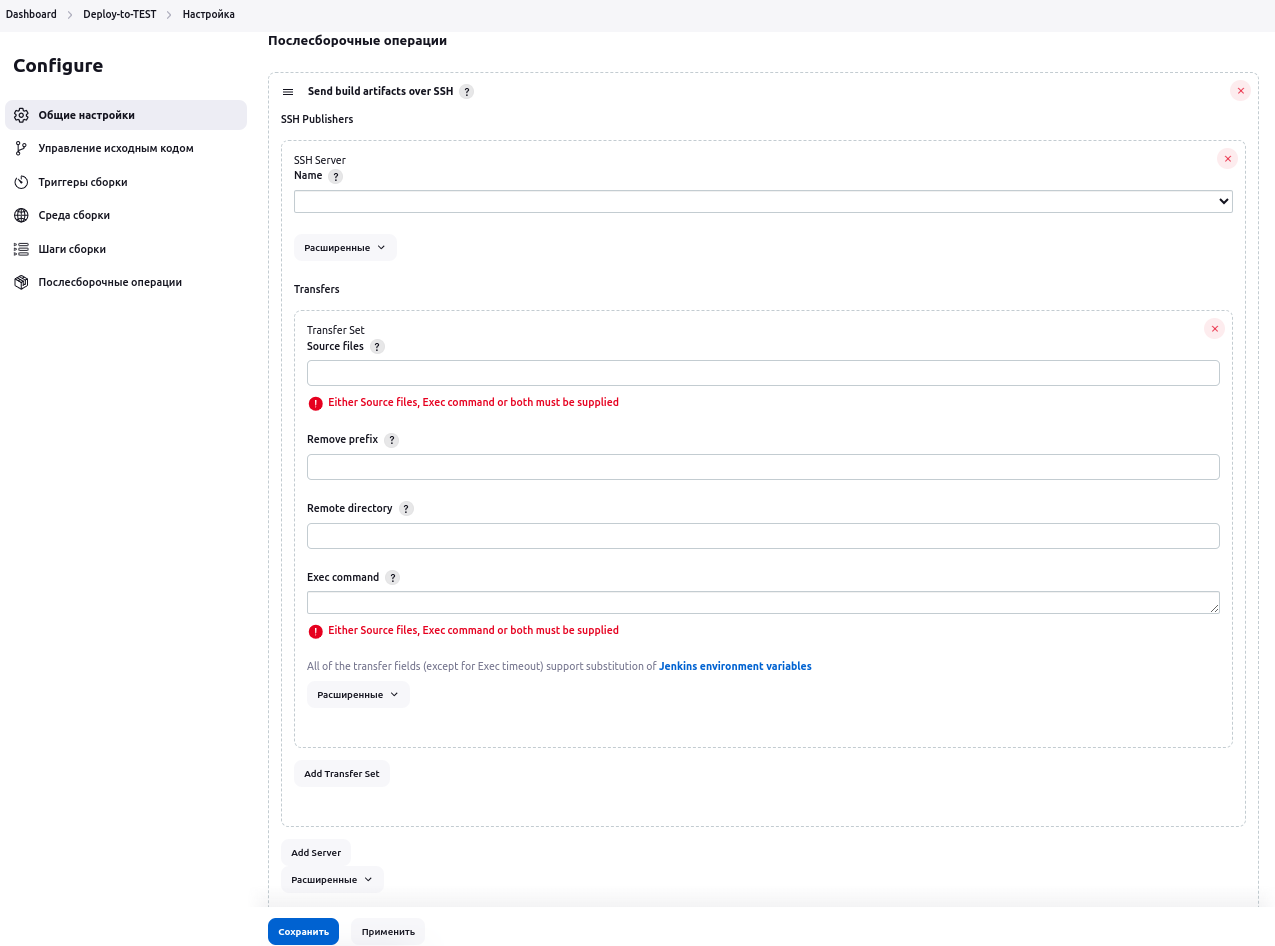 Dashboard > Deploy-to-TEST > Настройка
Configure
Общие настройки
Управление исходным кодом
Триггеры сборки
Среда сборки
Шаги сборки
Послесборочные операции
Послесборочные операции
Send build artifacts over SSH ?
SSH Publishers
SSH Server
Name ?
Расширенные
Transfers
Transfer Set
Source files ?
Either Source files, Exec command or both must be supplied
Remove prefix ?
Remote directory ?
Exec command ?
Either Source files, Exec command or both must be supplied
All of the transfer fields (except for Exec timeout) support substitution of Jenkins environment variables
Расширенные
Add Transfer Set
Add Server
Расширенные
Сохранить Применить